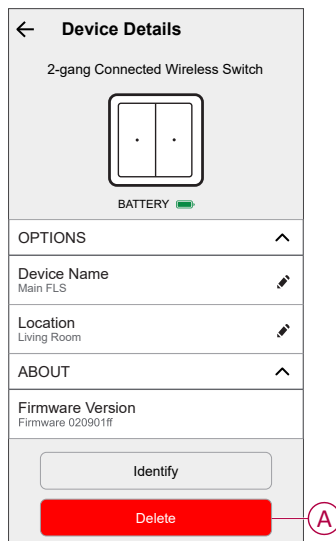 Device Details
2-gang Connected Wireless Switch
BATTERY
OPTIONS
Device Name
Main FLS
Location
Living Room
ABOUT
Firmware Version
Firmware 020901ff
Identify
Delete
A